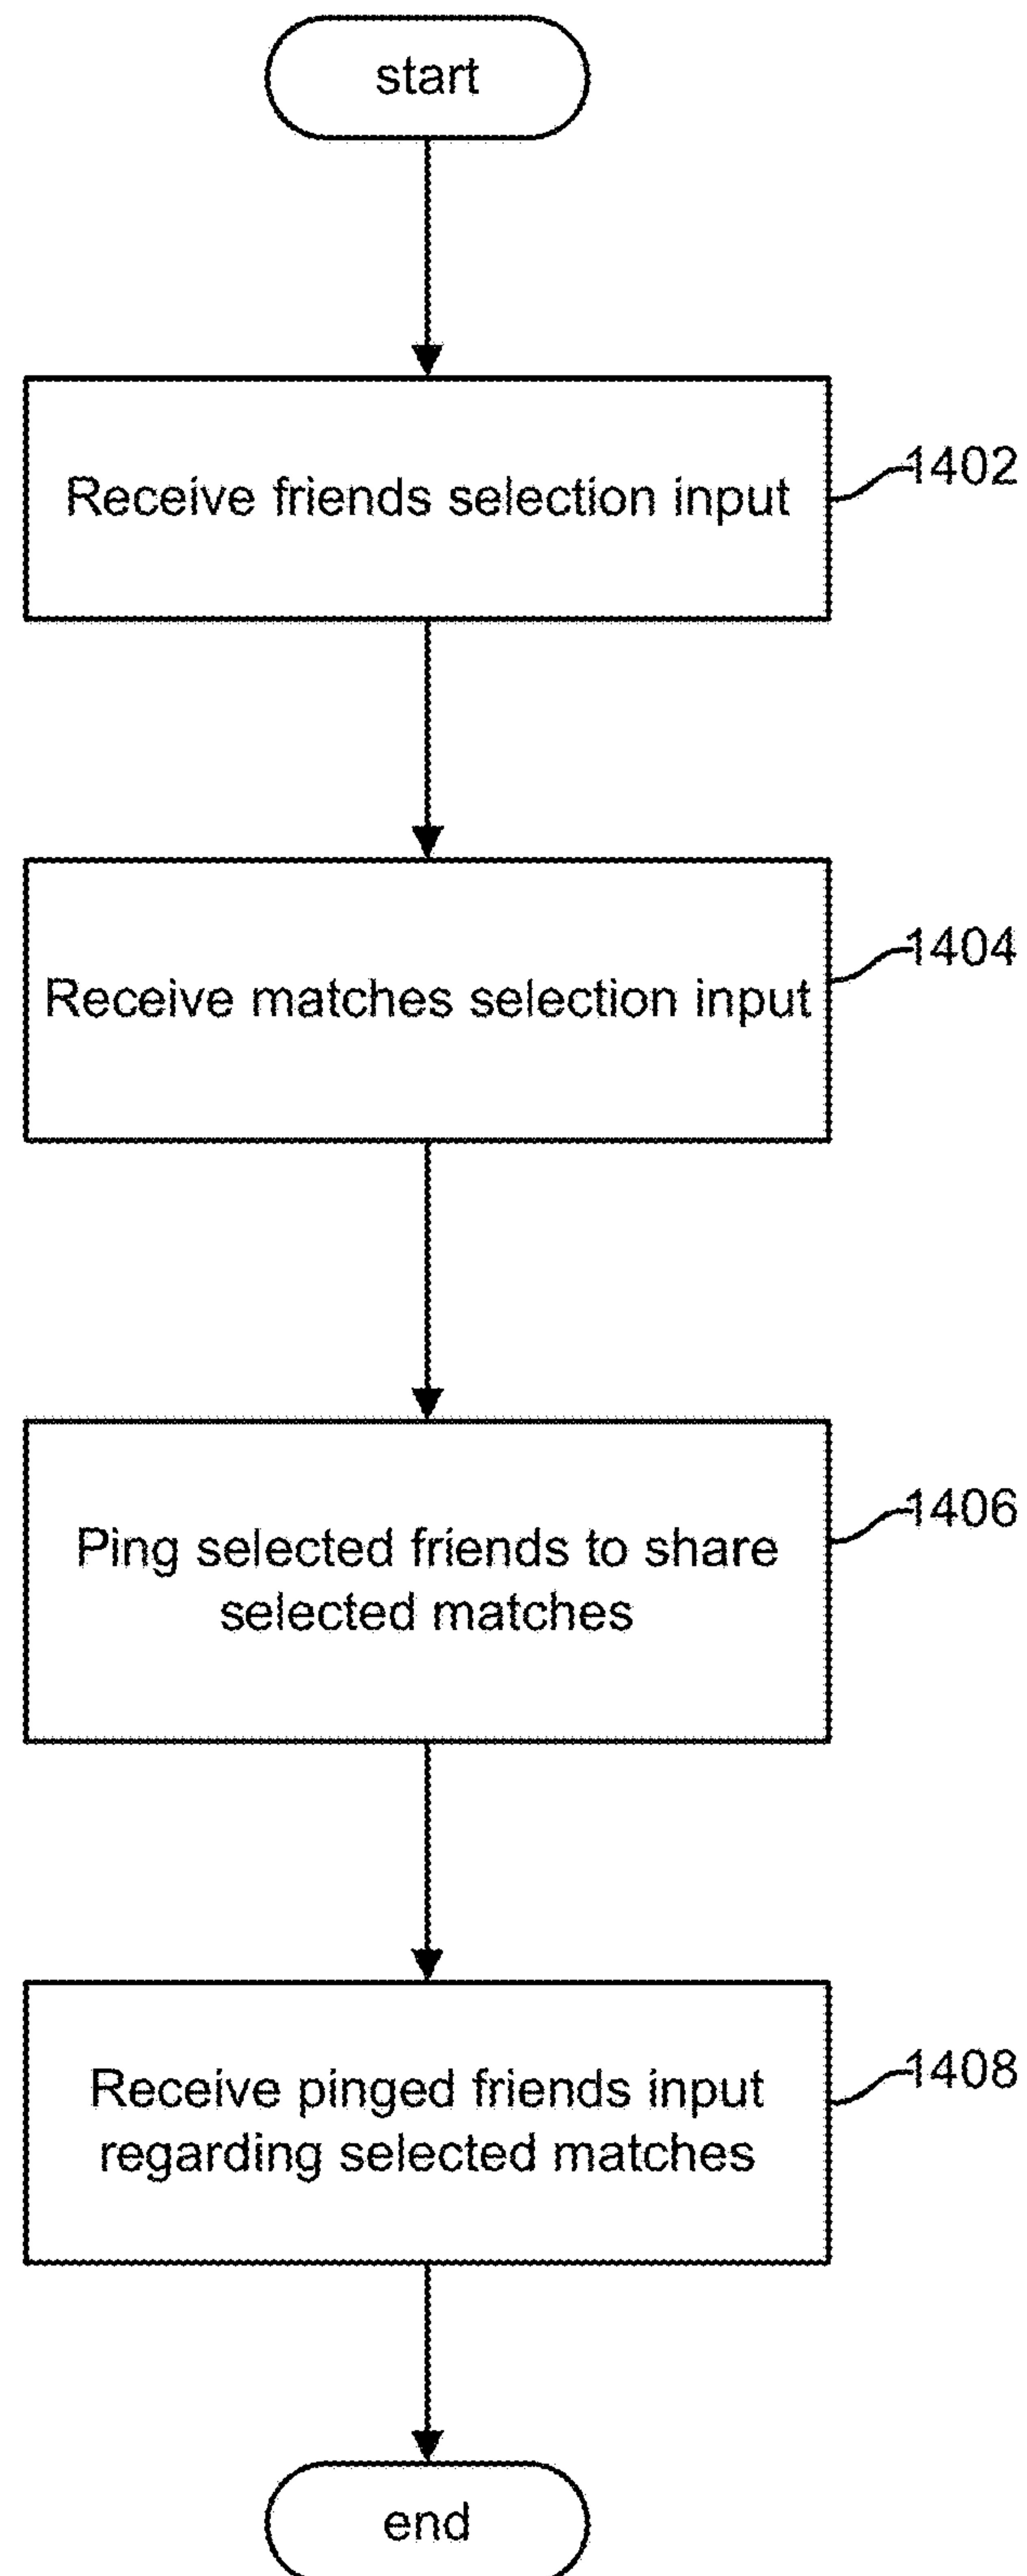 start
Receive friends selection input
1402
Receive matches selection input
1404
Ping selected friends to share
selected matches
1406
Receive pinged friends input
regarding selected matches
1408
end